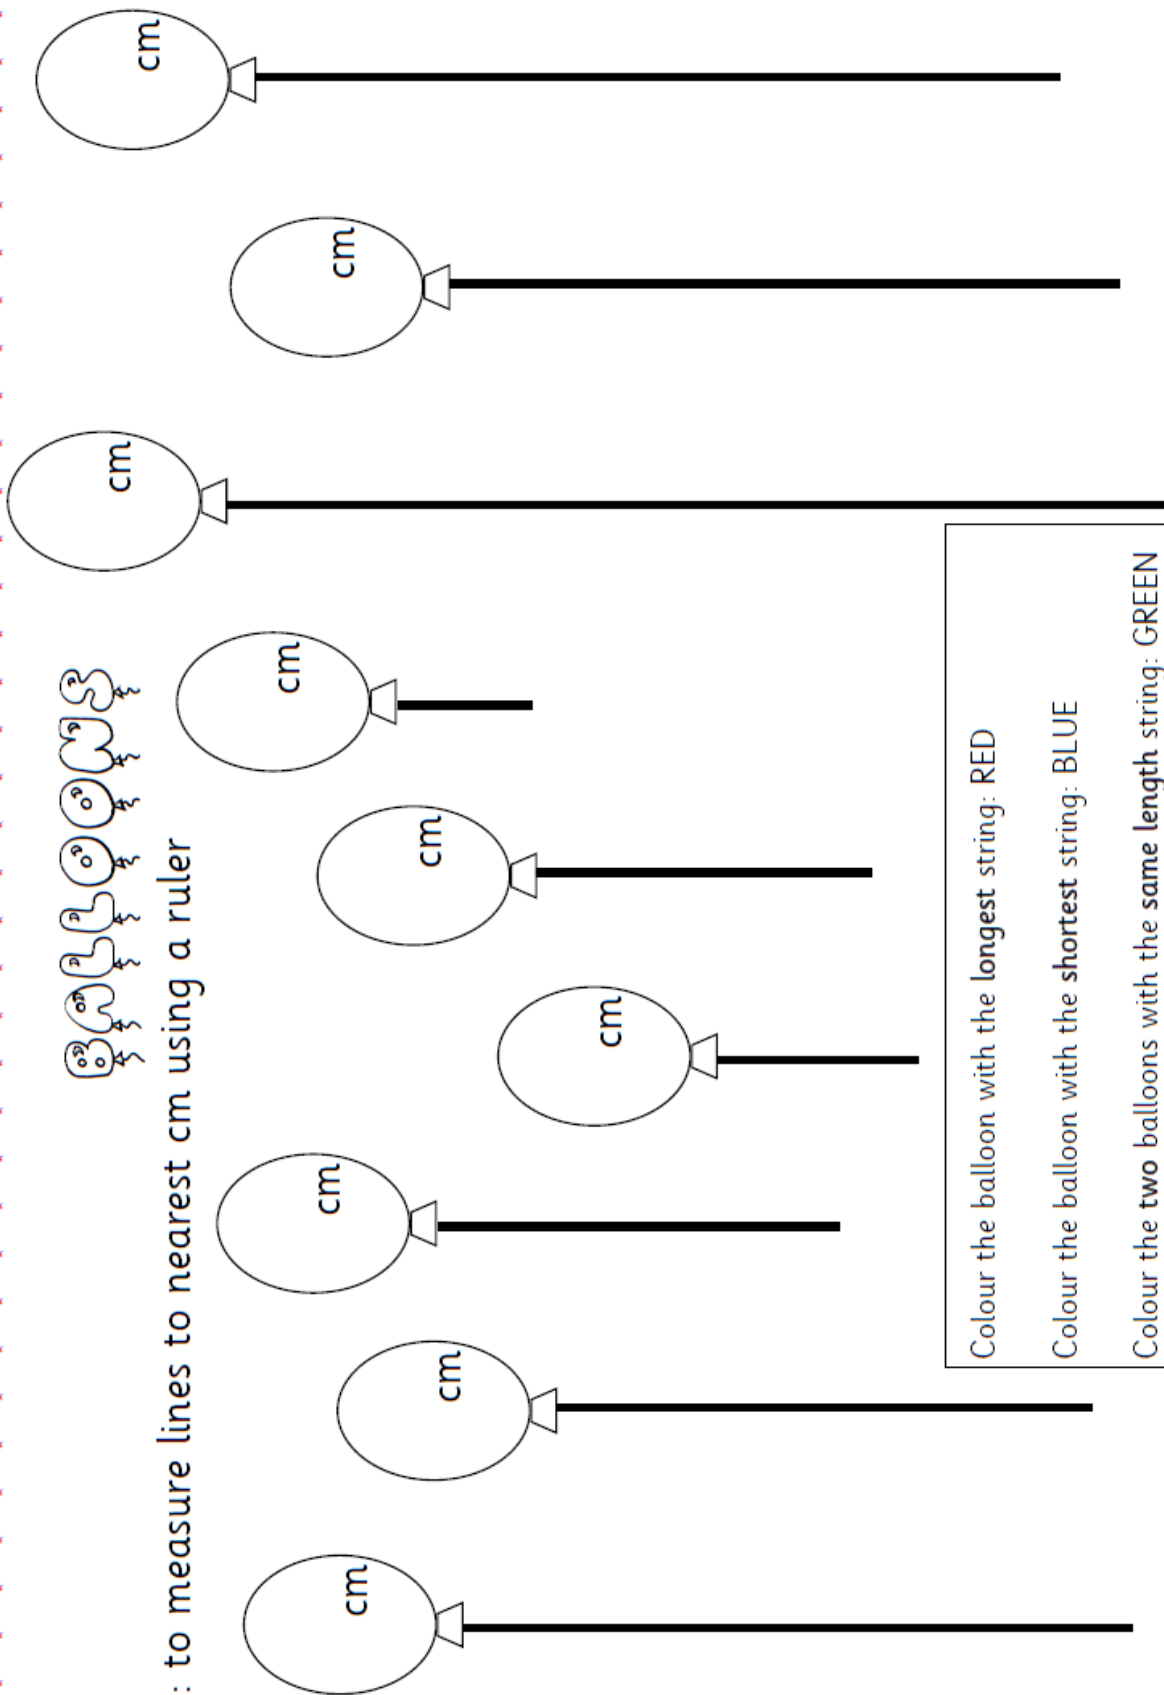 BALLOONS
: to measure lines to nearest cm using a ruler
cm
cm
cm
cm
cm
cm
cm
cm
cm
Colour the balloon with the longest string: RED
Colour the balloon with the shortest string: BLUE
Colour the two balloons with the same length string: GREEN